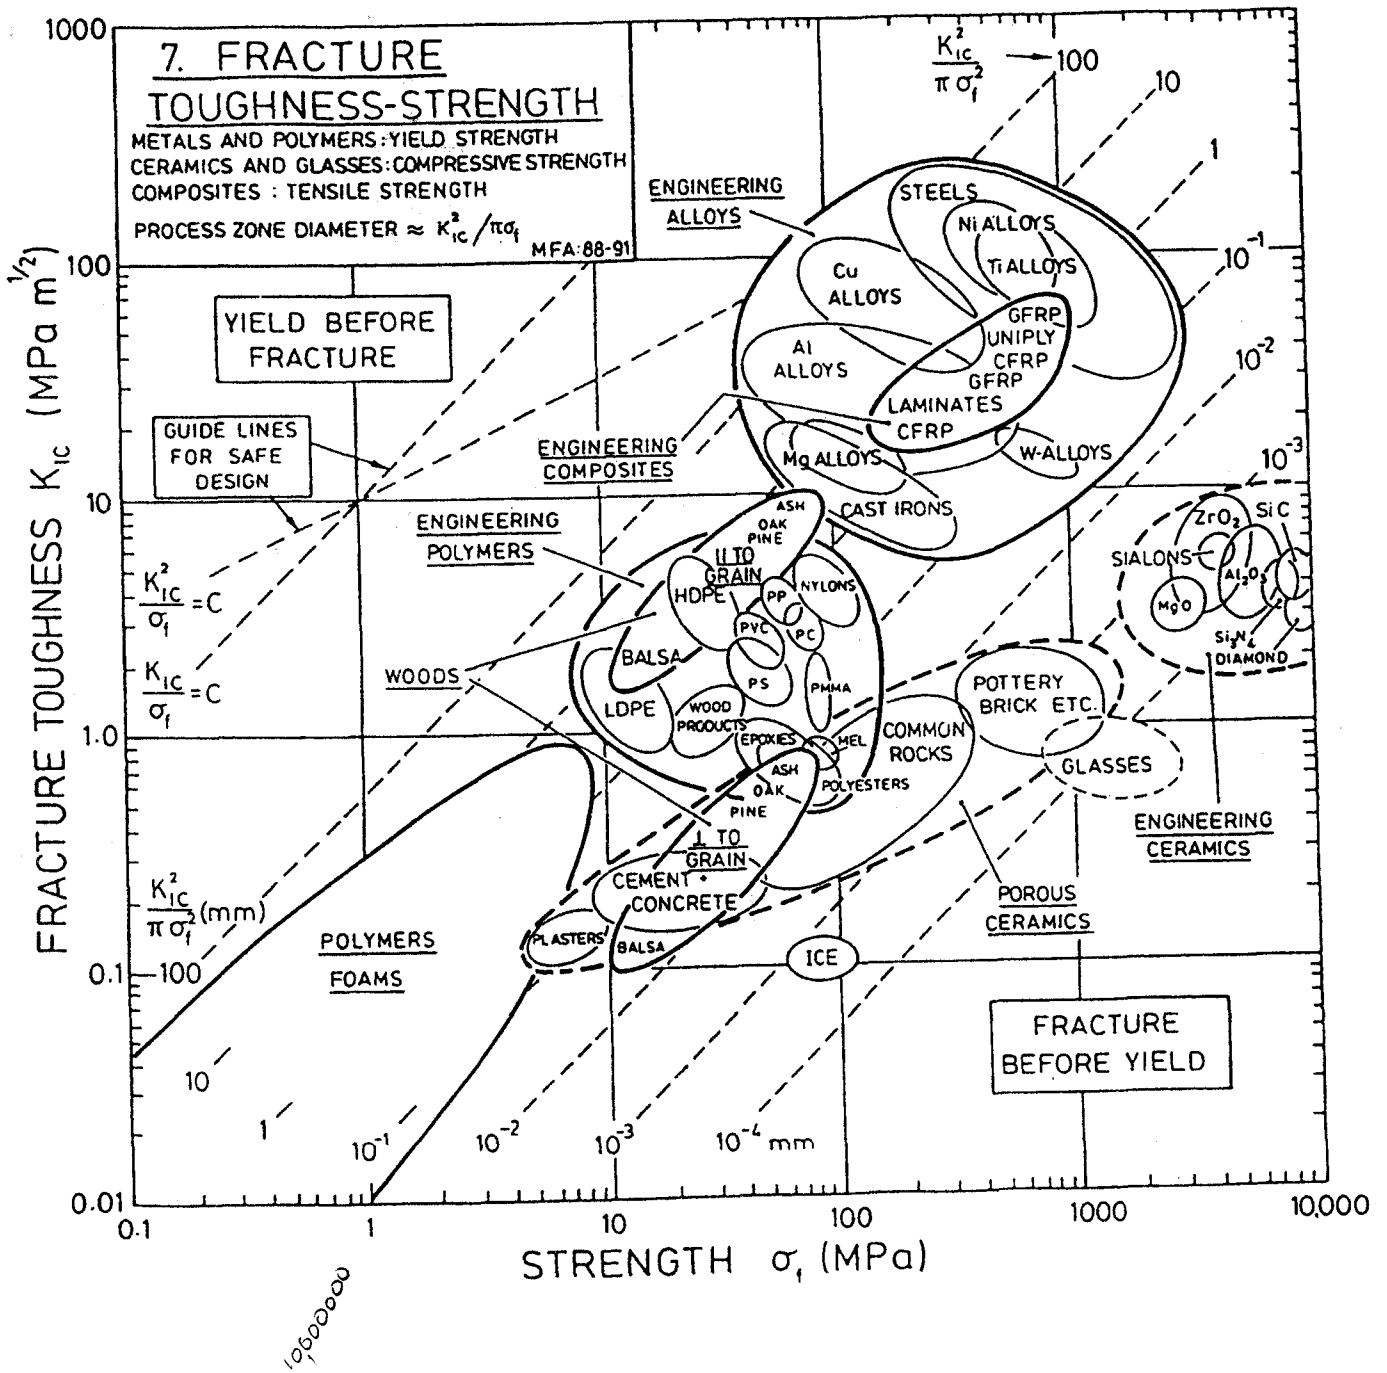 1000
7. FRACTURE
TOUGHNESS-STRENGTH
METALS AND POLYMERS: YIELD STRENGTH
CERAMICS AND GLASSES: COMPRESSIVE STRENGTH
COMPOSITES : TENSILE STRENGTH
PROCESS ZONE DIAMETER ≈ K²IC/πσf
MFA:88-91
K²IC / πσf²
100
10
1
10⁻¹
10⁻²
10⁻³
ENGINEERING
ALLOYS
STEELS
Ni ALLOYS
Ti ALLOYS
Cu
ALLOYS
Al
ALLOYS
GFRP
UNIPLY
CFRP
GFRP
LAMINATES
CFRP
Mg ALLOYS
W-ALLOYS
CAST IRONS
100
YIELD BEFORE
FRACTURE
GUIDE LINES
FOR SAFE
DESIGN
ENGINEERING
COMPOSITES
10
ENGINEERING
POLYMERS
ASH
OAK
PINE
|| TO
GRAIN
HDPE
PP
NYLONS
PVC
PC
BALSA
PS
PMMA
WOODS
LDPE
WOOD
PRODUCTS
EPOXIES
MEL
POLYESTERS
ASH
OAK
PINE
⊥ TO
GRAIN
CEMENT
CONCRETE
PLASTERS
BALSA
ICE
ZrO₂
SiC
SIALONS
Al₂O₃
MgO
Si₃N₄
DIAMOND
POTTERY
BRICK ETC.
COMMON
ROCKS
GLASSES
ENGINEERING
CERAMICS
POROUS
CERAMICS
K²IC / σf = C
KIC / σf = C
1.0
K²IC / πσf² (mm)
POLYMERS
FOAMS
0.1
100
10
1
10⁻¹
10⁻²
10⁻³
10⁻⁴ mm
FRACTURE
BEFORE YIELD
0.01
0.1
1
10
100
1000
10,000
FRACTURE TOUGHNESS KIC (MPa m^1/2)
STRENGTH σf (MPa)